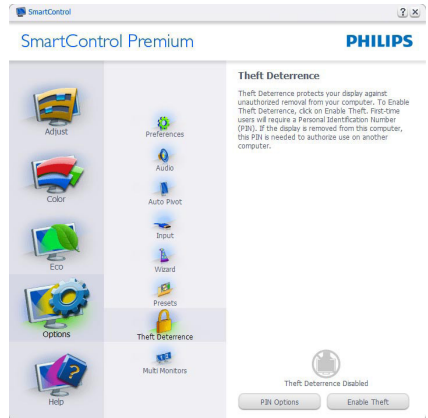 SmartControl
? x
SmartControl Premium
PHILIPS
Adjust
Color
Eco
Options
Help
Preferences
Audio
Auto Pivot
Input
Wizard
Presets
Theft Deterrence
Multi Monitors
Theft Deterrence
Theft Deterrence protects your display against
unauthorized removal from your computer. To Enable
Theft Deterrence, click on Enable Theft. First-time
users will require a Personal Identification Number
(PIN). If the display is removed from this computer,
this PIN is needed to authorize use on another
computer.
Theft Deterrence Disabled
PIN Options
Enable Theft